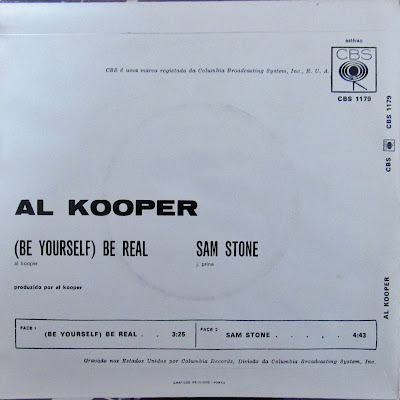 estéreo
CBS
CBS 1179
CBS é uma marca registada da Columbia Broadcasting System, Inc., E. U. A.
CBS 1179
CBS
AL KOOPER
AL KOOPER
(BE YOURSELF) BE REAL
al kooper
SAM STONE
j. prine
produzido por al kooper
FACE 1
(BE YOURSELF) BE REAL . . 3:25
FACE 2
SAM STONE . . . . . 4:43
Gravado nos Estados Unidos por Columbia Records, Divisão da Columbia Broadcasting System, Inc.